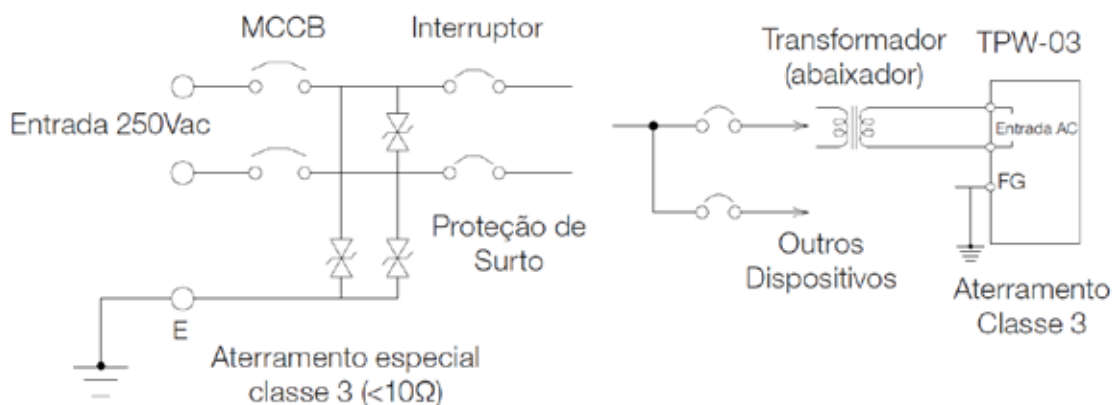 MCCB
Interruptor
Entrada 250Vac
Proteção de
Surto
E
Aterramento especial
classe 3 (<10Ω)
Transformador
(abaixador)
TPW-03
Entrada AC
FG
Outros
Dispositivos
Aterramento
Classe 3